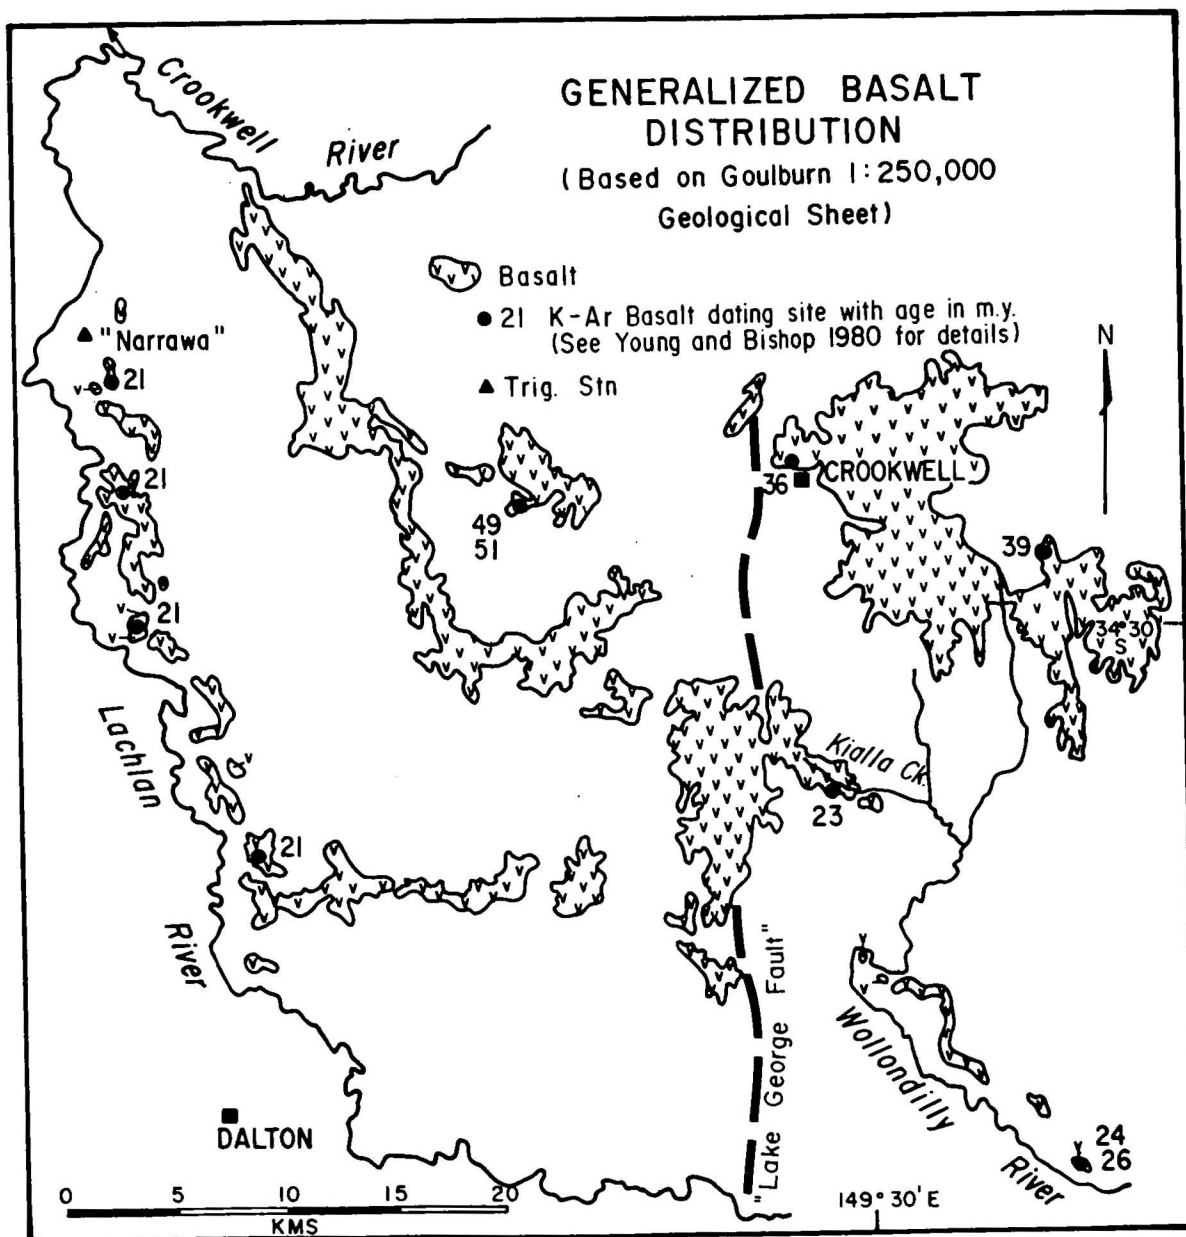 GENERALIZED BASALT
DISTRIBUTION
(Based on Goulburn 1:250,000
Geological Sheet)
Basalt
21 K-Ar Basalt dating site with age in m.y.
(See Young and Bishop 1980 for details)
Trig. Stn
N
Crookwell
River
"Narrawa"
21
21
21
49
51
36
CROOKWELL
39
34°30
S
Lachlan
River
21
Kialla Ck.
23
"Lake George Fault"
Wollondilly
River
24
26
DALTON
0 5 10 15 20
KMS
149°30'E